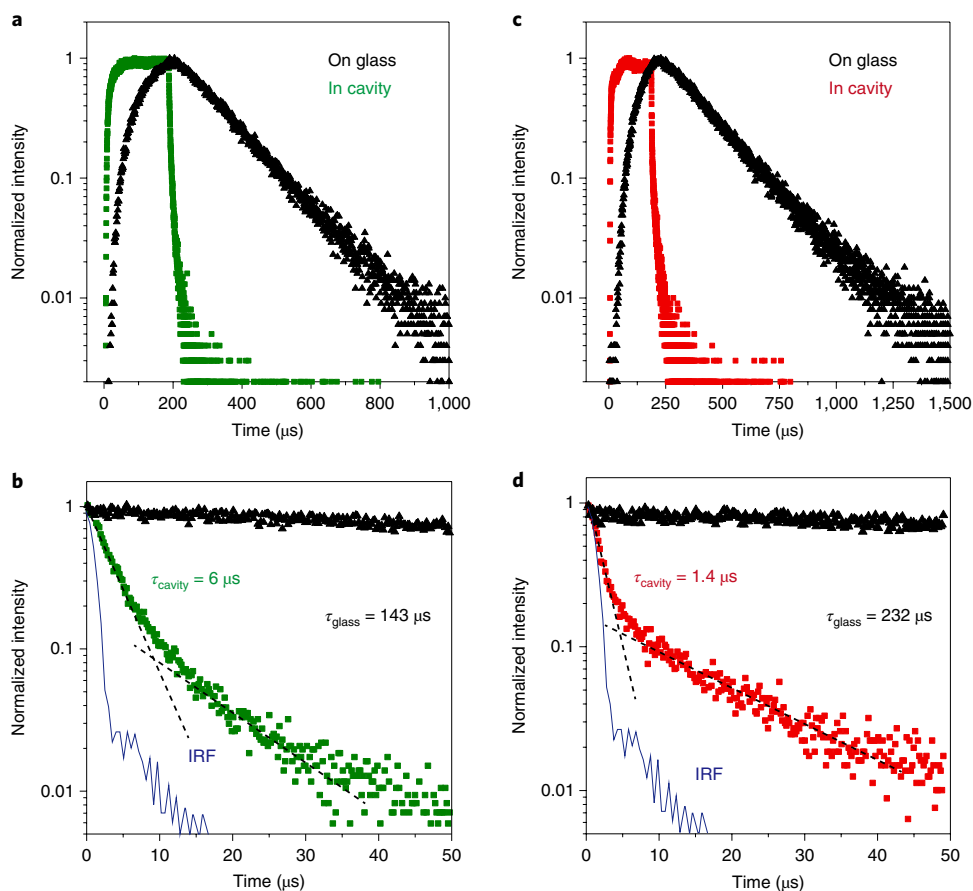 a
On glass
In cavity
1
0.1
0.01
Normalized intensity
0 200 400 600 800 1,000
Time (μs)
c
On glass
In cavity
1
0.1
0.01
Normalized intensity
0 250 500 750 1,000 1,250 1,500
Time (μs)
b
1
0.1
0.01
Normalized intensity
τcavity = 6 μs
τglass = 143 μs
IRF
0 10 20 30 40 50
Time (μs)
d
1
0.1
0.01
Normalized intensity
τcavity = 1.4 μs
τglass = 232 μs
IRF
0 10 20 30 40 50
Time (μs)